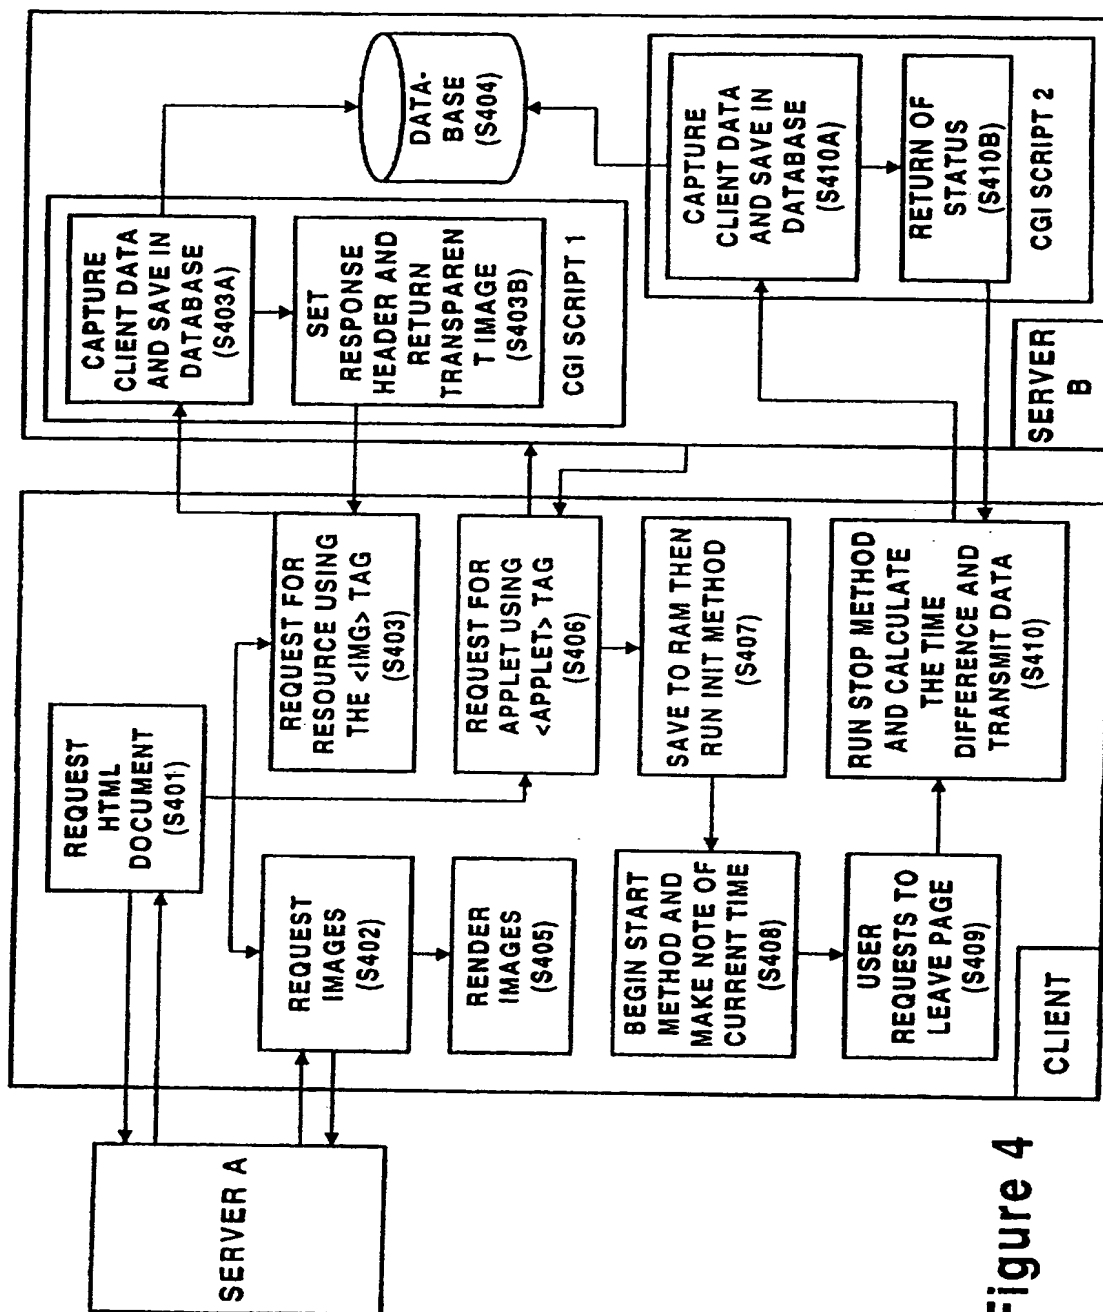 SERVER A
REQUEST
HTML
DOCUMENT
(S401)
REQUEST
IMAGES
(S402)
RENDER
IMAGES
(S405)
REQUEST FOR
RESOURCE USING
THE <IMG> TAG
(S403)
REQUEST FOR
APPLET USING
<APPLET> TAG
(S406)
SAVE TO RAM THEN
RUN INIT METHOD
(S407)
BEGIN START
METHOD AND
MAKE NOTE OF
CURRENT TIME
(S408)
USER
REQUESTS TO
LEAVE PAGE
(S409)
RUN STOP METHOD
AND CALCULATE
THE TIME
DIFFERENCE AND
TRANSMIT DATA
(S410)
CLIENT
CAPTURE
CLIENT DATA
AND SAVE IN
DATABASE
(S403A)
SET
RESPONSE
HEADER AND
RETURN
TRANSPAREN
T IMAGE
(S403B)
CGI SCRIPT 1
DATA-
BASE
(S404)
CAPTURE
CLIENT DATA
AND SAVE IN
DATABASE
(S410A)
RETURN OF
STATUS
(S410B)
CGI SCRIPT 2
SERVER
B
Figure 4